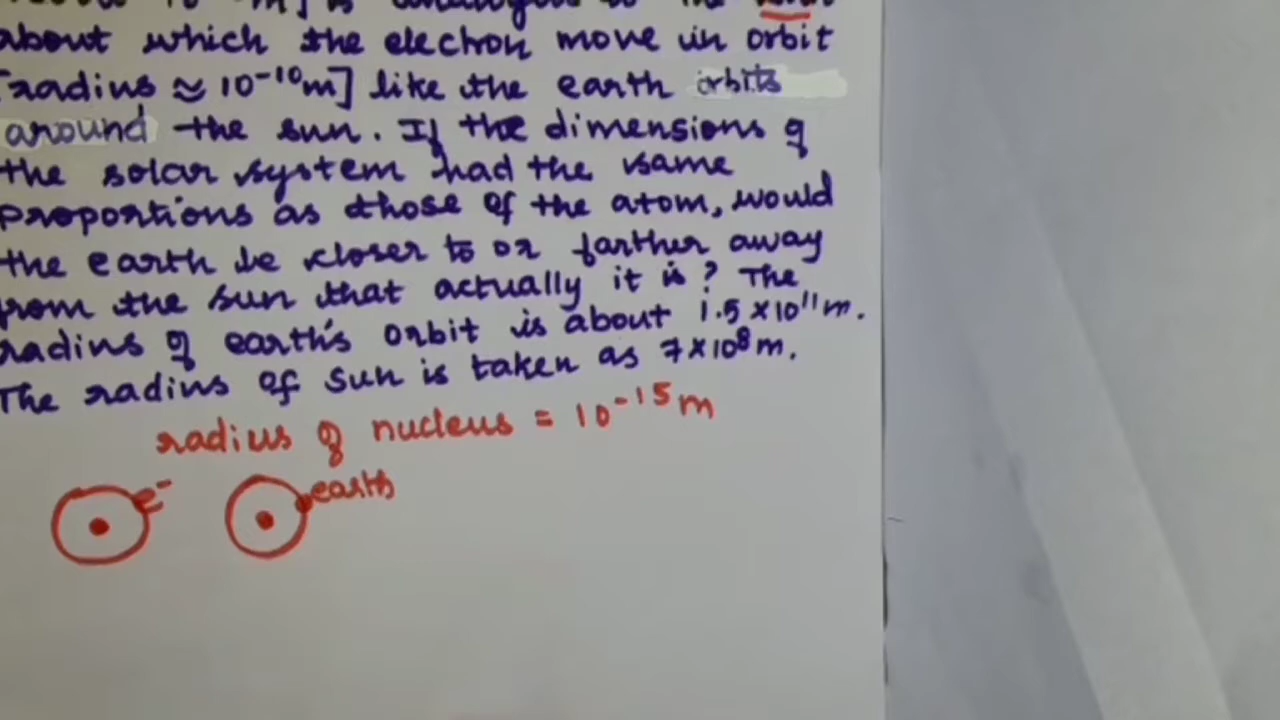 about which the electron move in orbit
[radius ≈ 10⁻¹⁰m] like the earth orbits
around the sun. If the dimensions of
the solar system had the same
proportions as those of the atom, would
the earth be closer to or farther away
from the sun that actually it is? The
radius of earth's orbit is about 1.5 × 10¹¹ m.
The radius of sun is taken as 7 × 10⁸ m.
radius of nucleus = 10⁻¹⁵ m
e⁻ earth